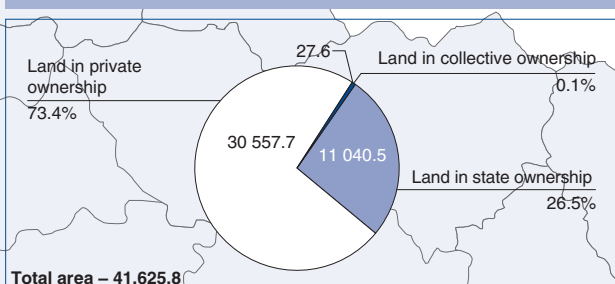 27.6
Land in private
ownership
73.4%
Land in collective ownership
0.1%
30 557.7
11 040.5
Land in state ownership
26.5%
Total area – 41.625.8